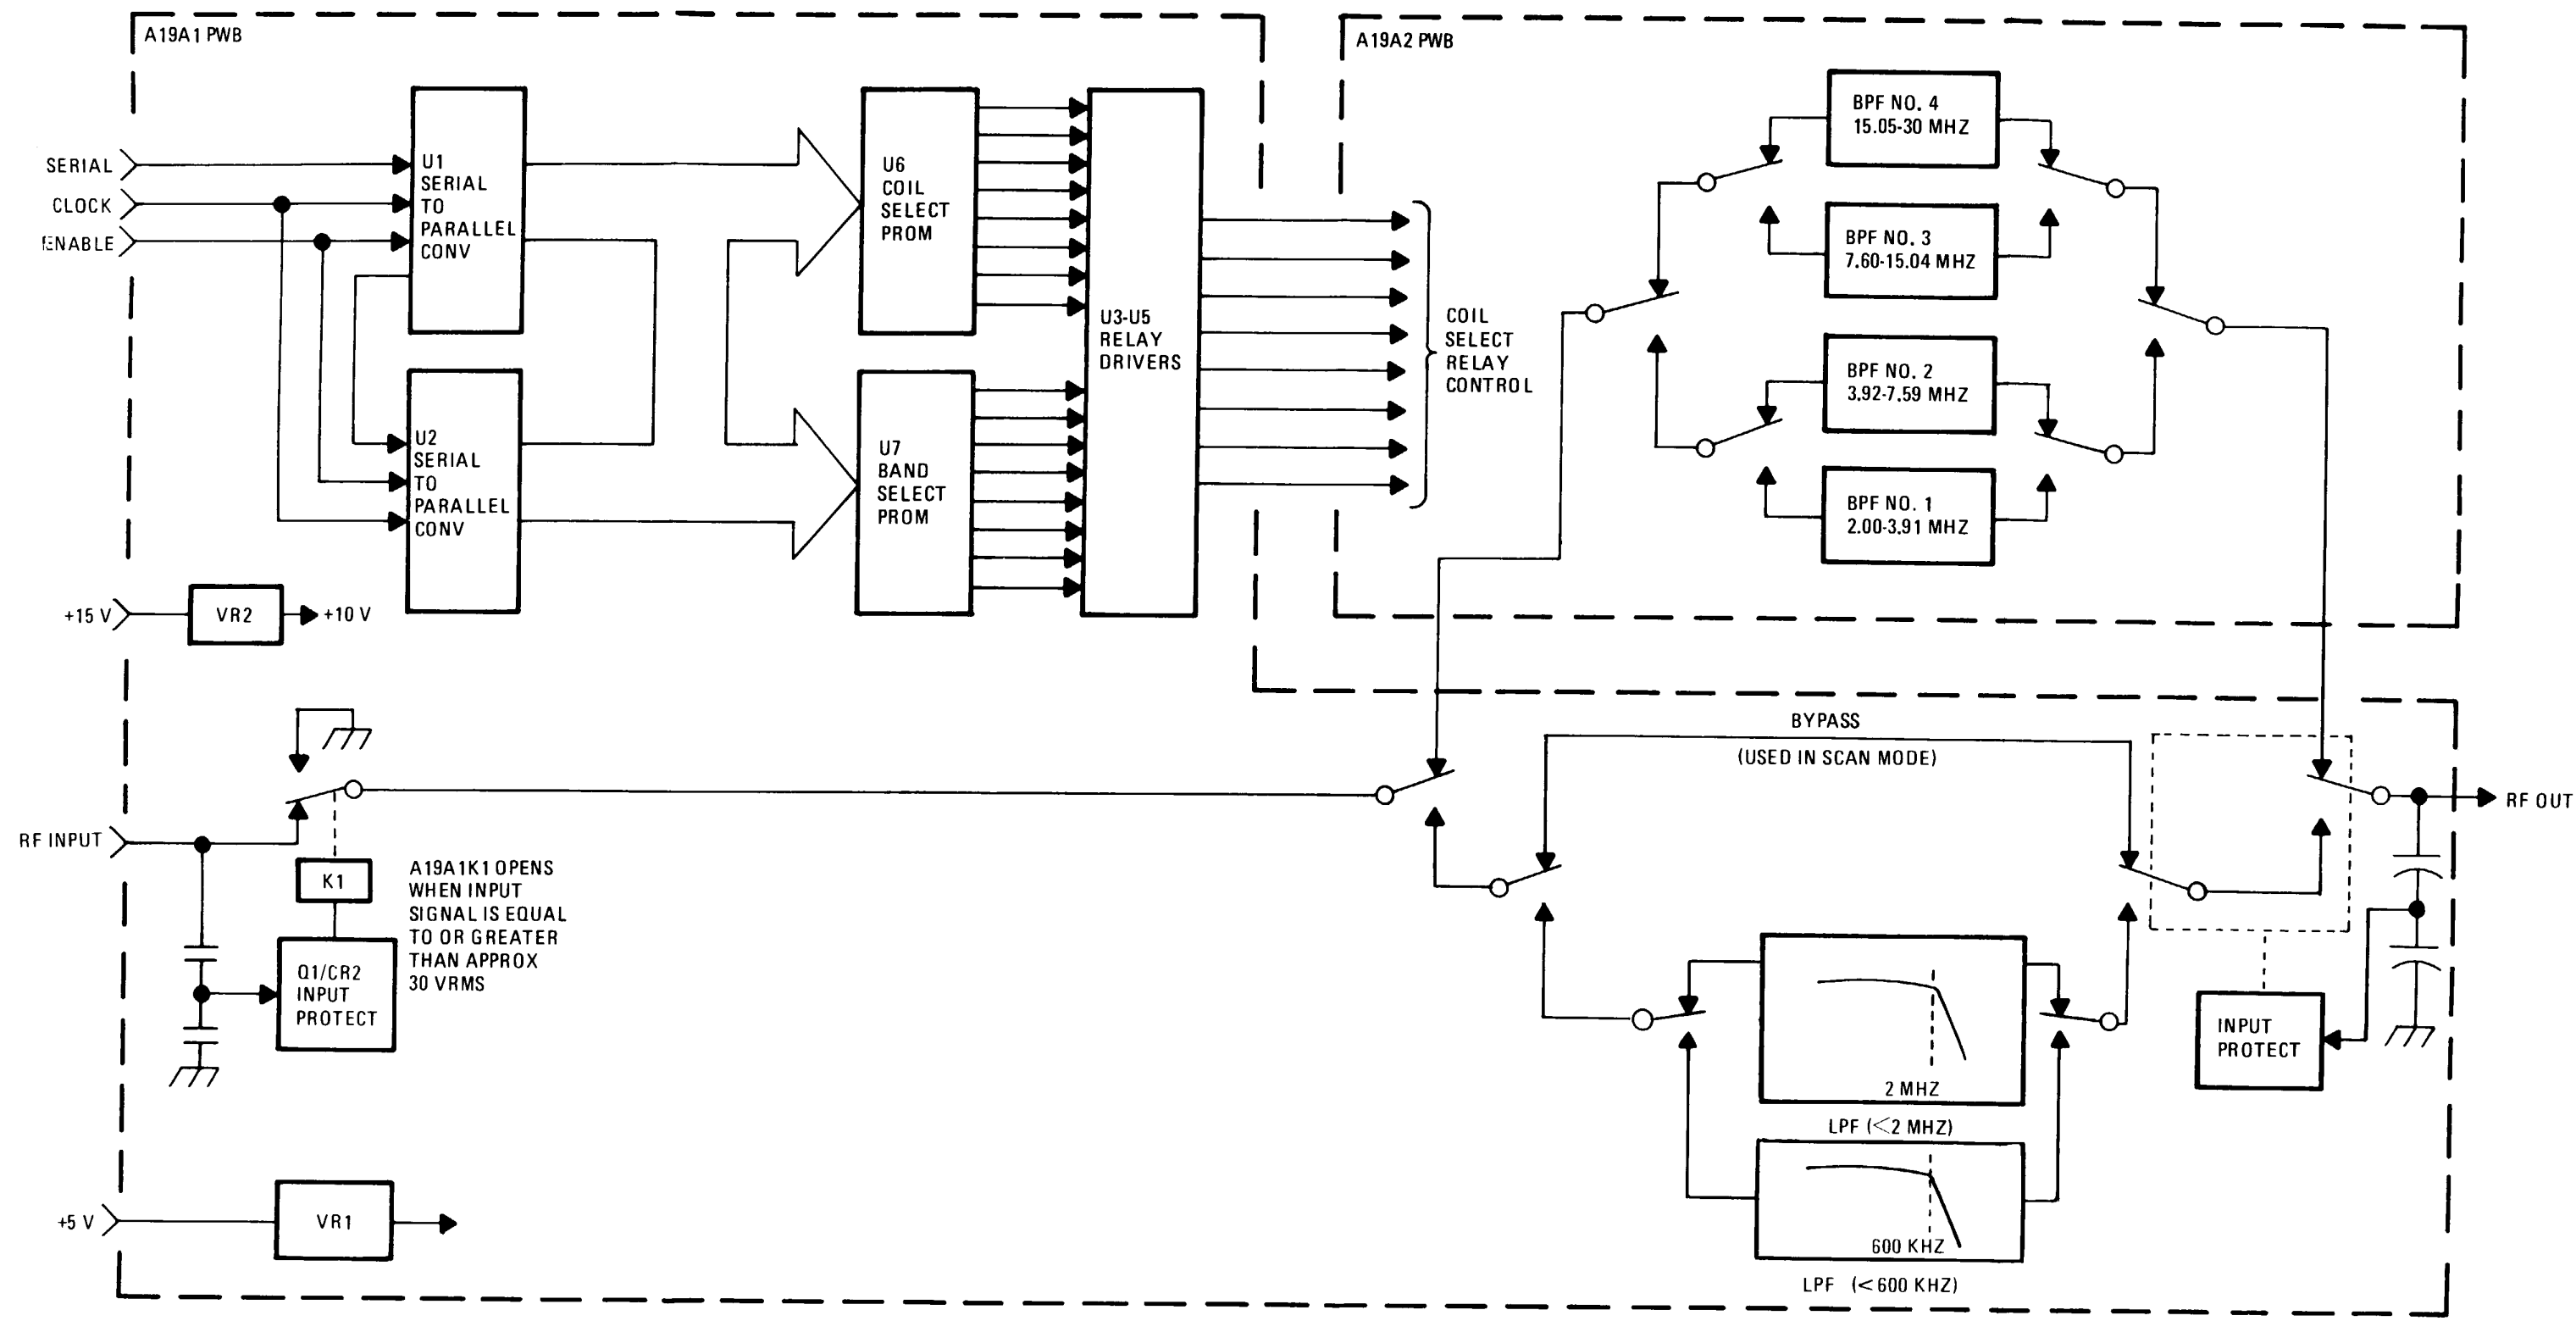 A19A1 PWB
A19A2 PWB
SERIAL
CLOCK
ENABLE
U1
SERIAL
TO
PARALLEL
CONV
U2
SERIAL
TO
PARALLEL
CONV
U6
COIL
SELECT
PROM
U7
BAND
SELECT
PROM
U3-U5
RELAY
DRIVERS
COIL
SELECT
RELAY
CONTROL
BPF NO. 4
15.05-30 MHZ
BPF NO. 3
7.60-15.04 MHZ
BPF NO. 2
3.92-7.59 MHZ
BPF NO. 1
2.00-3.91 MHZ
+15 V
VR2
+10 V
RF INPUT
K1
Q1/CR2
INPUT
PROTECT
A19A1K1 OPENS
WHEN INPUT
SIGNAL IS EQUAL
TO OR GREATER
THAN APPROX
30 VRMS
BYPASS
(USED IN SCAN MODE)
RF OUT
2 MHZ
LPF (<2 MHZ)
600 KHZ
LPF (<600 KHZ)
INPUT
PROTECT
+5 V
VR1